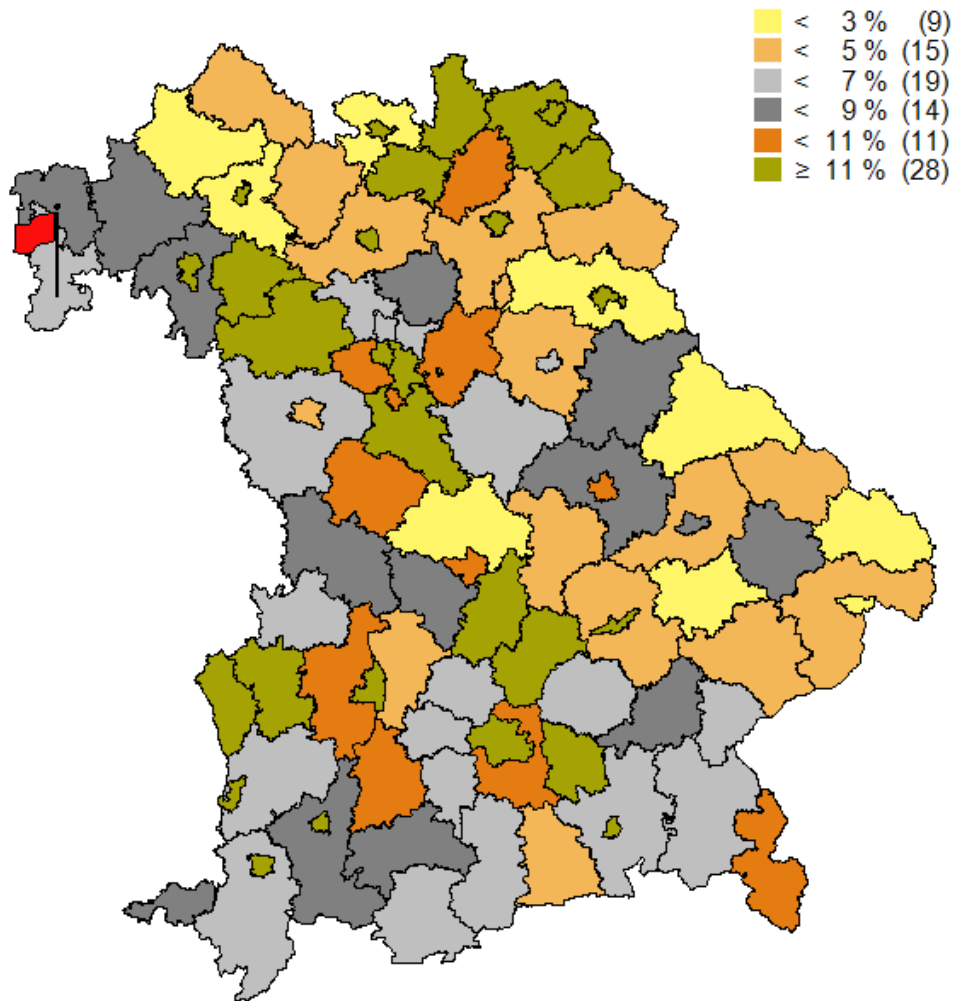 < 3 % (9)
< 5 % (15)
< 7 % (19)
< 9 % (14)
< 11 % (11)
≥ 11 % (28)